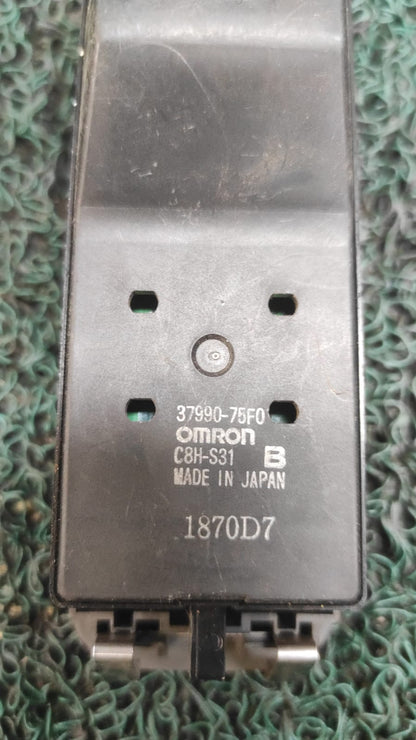 37990-75F0
OMRON
C8H-S31 B
MADE IN JAPAN
1870D7